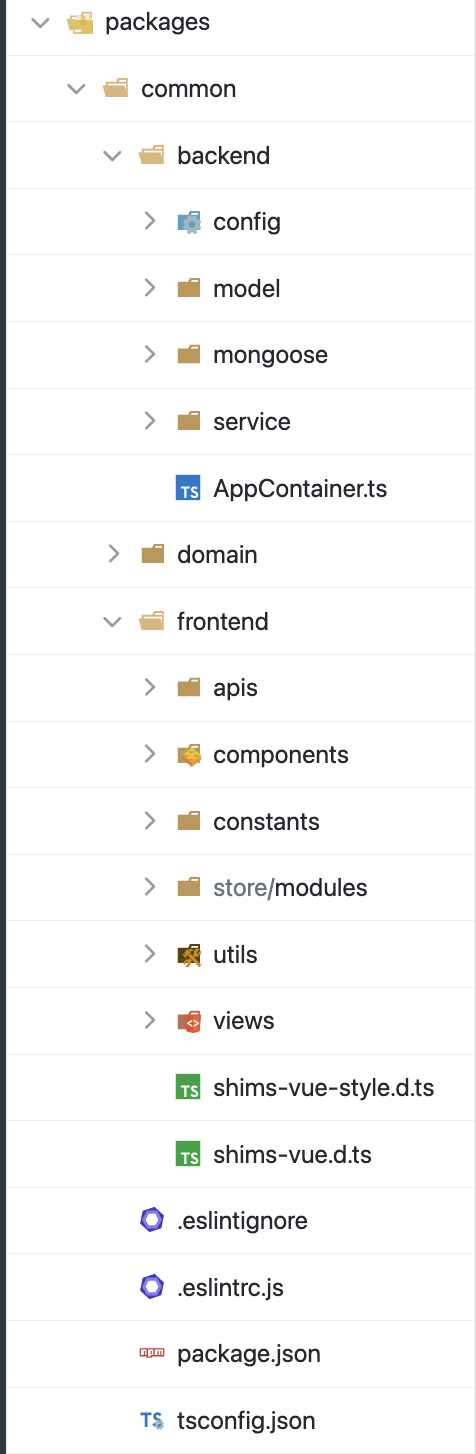 packages
common
backend
config
model
mongoose
service
TS AppContainer.ts
domain
frontend
apis
components
constants
store/modules
utils
views
TS shims-vue-style.d.ts
TS shims-vue.d.ts
.eslintignore
.eslintrc.js
npm package.json
TS tsconfig.json